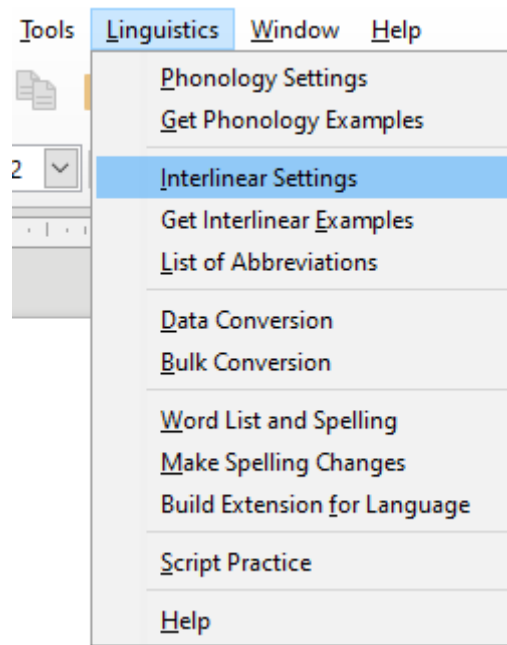 Tools Linguistics Window Help
Phonology Settings
Get Phonology Examples
2
Interlinear Settings
Get Interlinear Examples
List of Abbreviations
Data Conversion
Bulk Conversion
Word List and Spelling
Make Spelling Changes
Build Extension for Language
Script Practice
Help